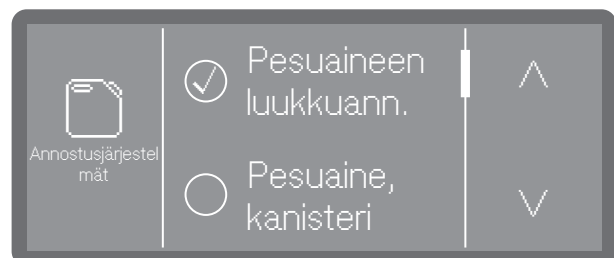 Annostusjärjestel
mät
Pesuaineen
luukkuann.
Pesuaine,
kanisteri